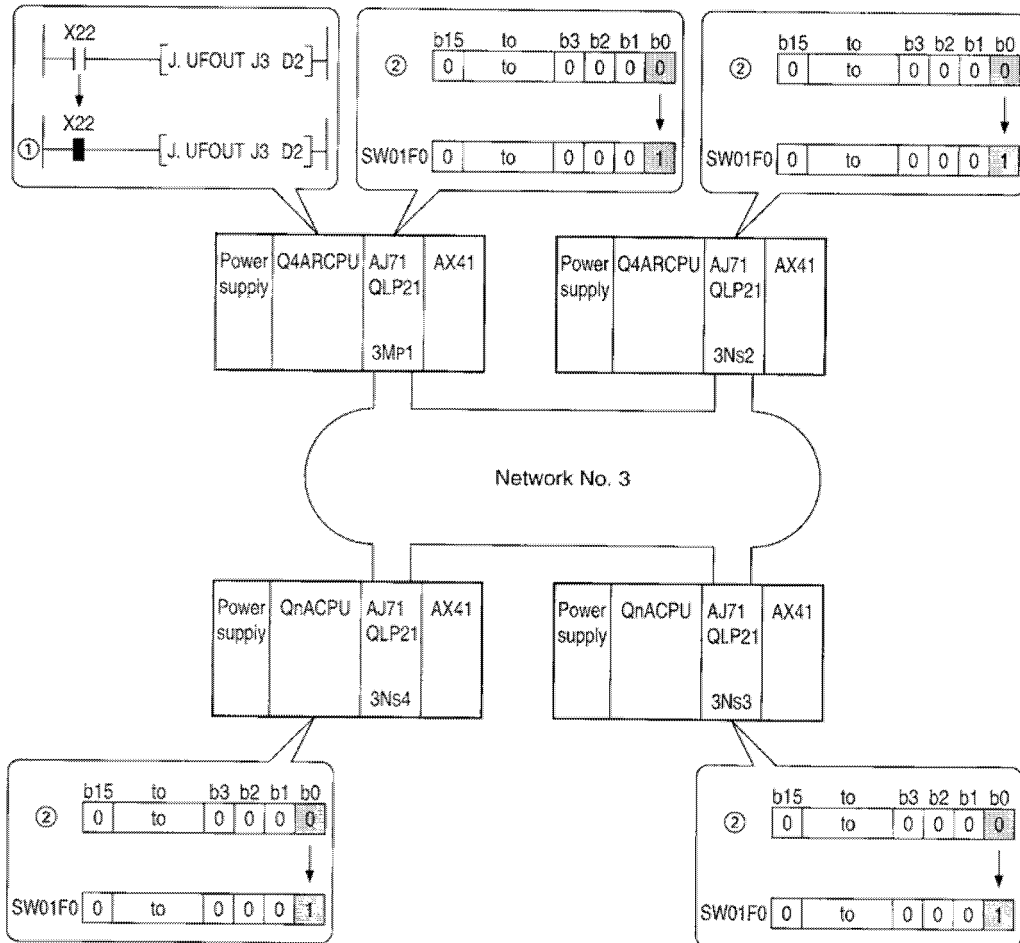 X22
[J. UFOUT J3 D2]
X22
① [J. UFOUT J3 D2]
b15 to b3 b2 b1 b0
② 0 to 0 0 0 0
SW01F0 0 to 0 0 0 1
b15 to b3 b2 b1 b0
② 0 to 0 0 0 0
SW01F0 0 to 0 0 0 1
Power supply
Q4ARCPU
AJ71
QLP21
3MP1
AX41
Power supply
Q4ARCPU
AJ71
QLP21
3NS2
AX41
Network No. 3
Power supply
QnACPU
AJ71
QLP21
3NS4
AX41
Power supply
QnACPU
AJ71
QLP21
3NS3
AX41
b15 to b3 b2 b1 b0
② 0 to 0 0 0 0
SW01F0 0 to 0 0 0 1
b15 to b3 b2 b1 b0
② 0 to 0 0 0 0
SW01F0 0 to 0 0 0 1